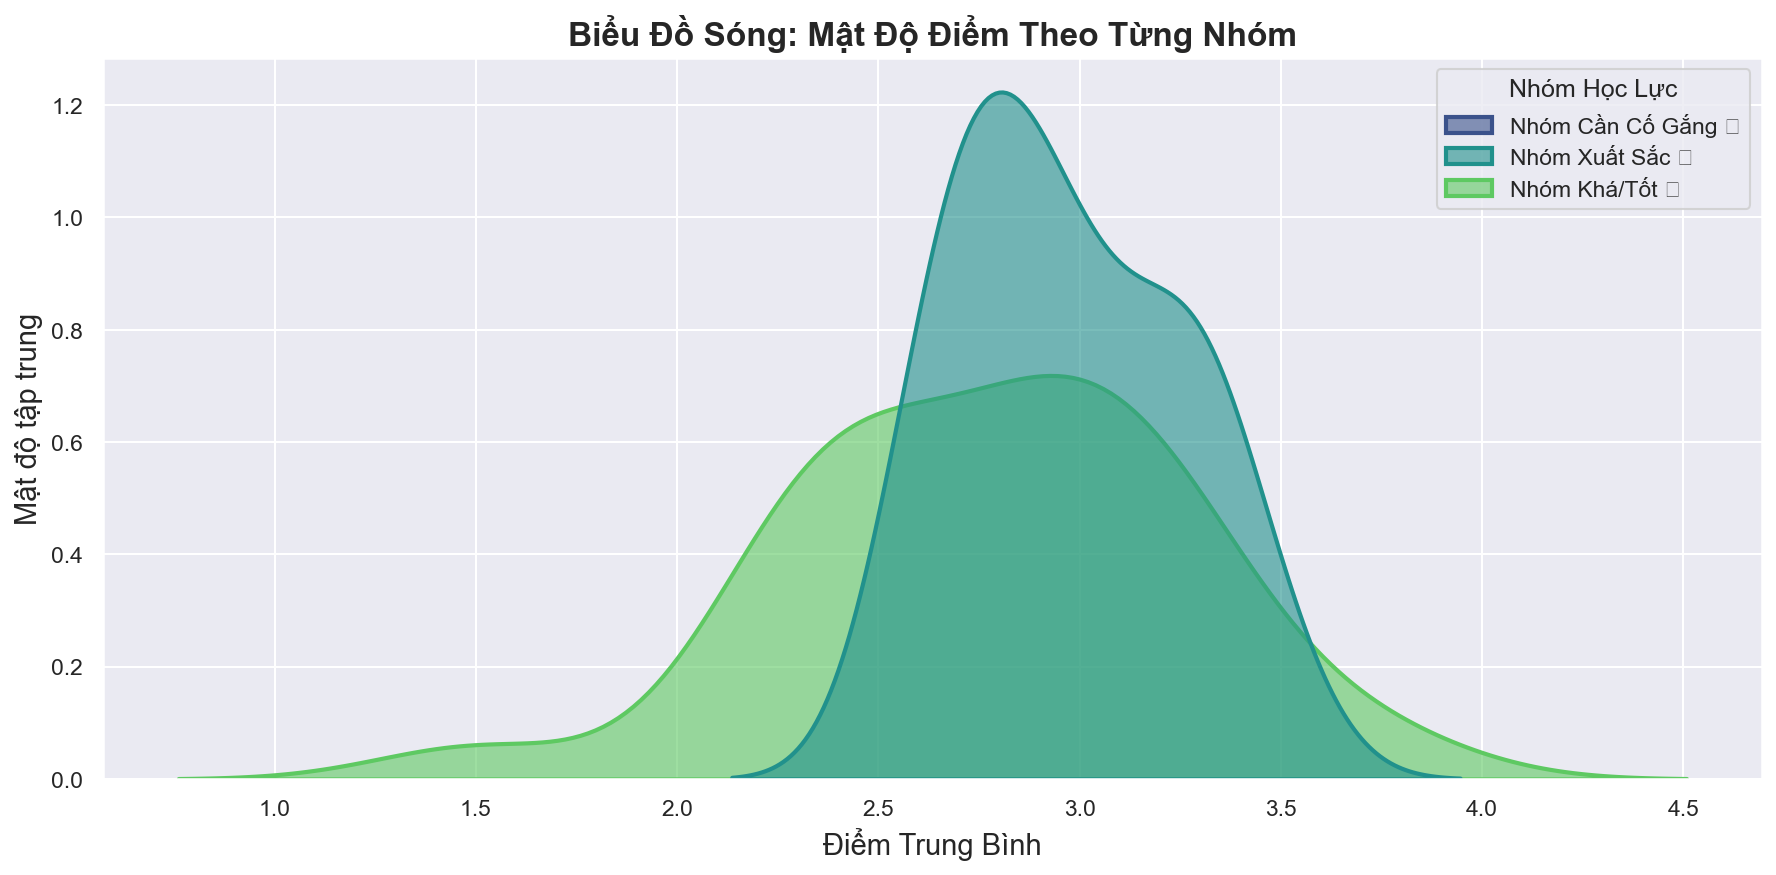 Biểu Đồ Sóng: Mật Độ Điểm Theo Từng Nhóm
Nhóm Học Lực
Nhóm Cần Cố Gắng
Nhóm Xuất Sắc
Nhóm Khá/Tốt
Mật độ tập trung
1.2
1.0
0.8
0.6
0.4
0.2
0.0
1.0 1.5 2.0 2.5 3.0 3.5 4.0 4.5
Điểm Trung Bình